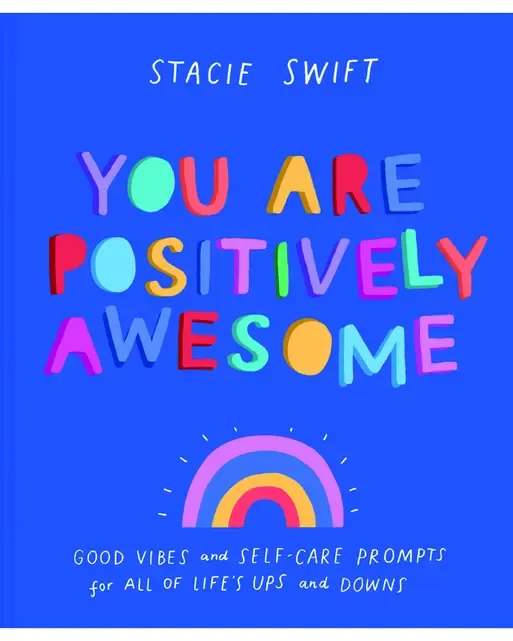 STACIE SWIFT
YOU ARE
POSITIVELY
AWESOME
GOOD VIBES and SELF-CARE PROMPTS
for ALL OF LIFE'S UPS and DOWNS